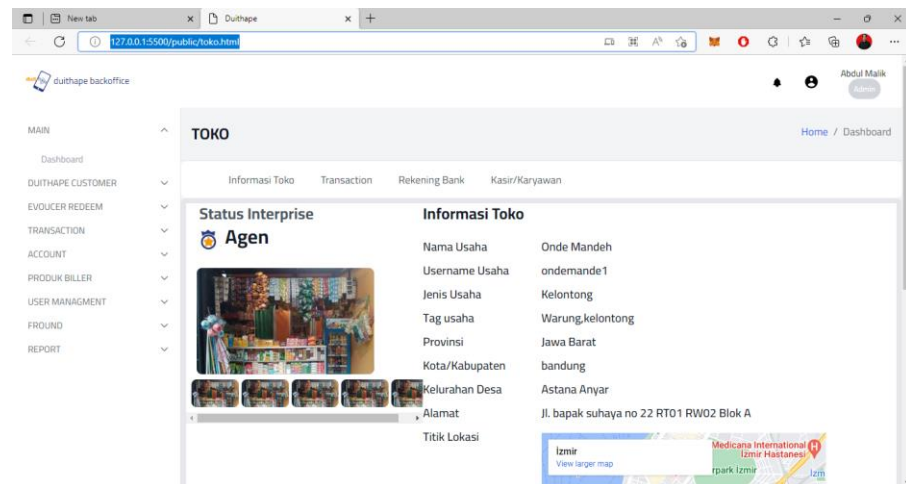 New tab
Duithape
127.0.0.1:5500/public/toko.html
duithape backoffice
Abdul Malik
Admin
MAIN
Dashboard
DUITHAPE CUSTOMER
EVOUCER REDEEM
TRANSACTION
ACCOUNT
PRODUK BILLER
USER MANAGMENT
FROUND
REPORT
TOKO
Home / Dashboard
Informasi Toko Transaction Rekening Bank Kasir/Karyawan
Status Interprise
Agen
Informasi Toko
Nama Usaha Onde Mandeh
Username Usaha ondemande1
Jenis Usaha Kelontong
Tag usaha Warung,kelontong
Provinsi Jawa Barat
Kota/Kabupaten bandung
Kelurahan Desa Astana Anyar
Alamat Jl. bapak suhaya no 22 RT01 RW02 Blok A
Titik Lokasi
İzmir
View larger map
Medicana International
İzmir Hastanesi
rpark İzmir
İzm